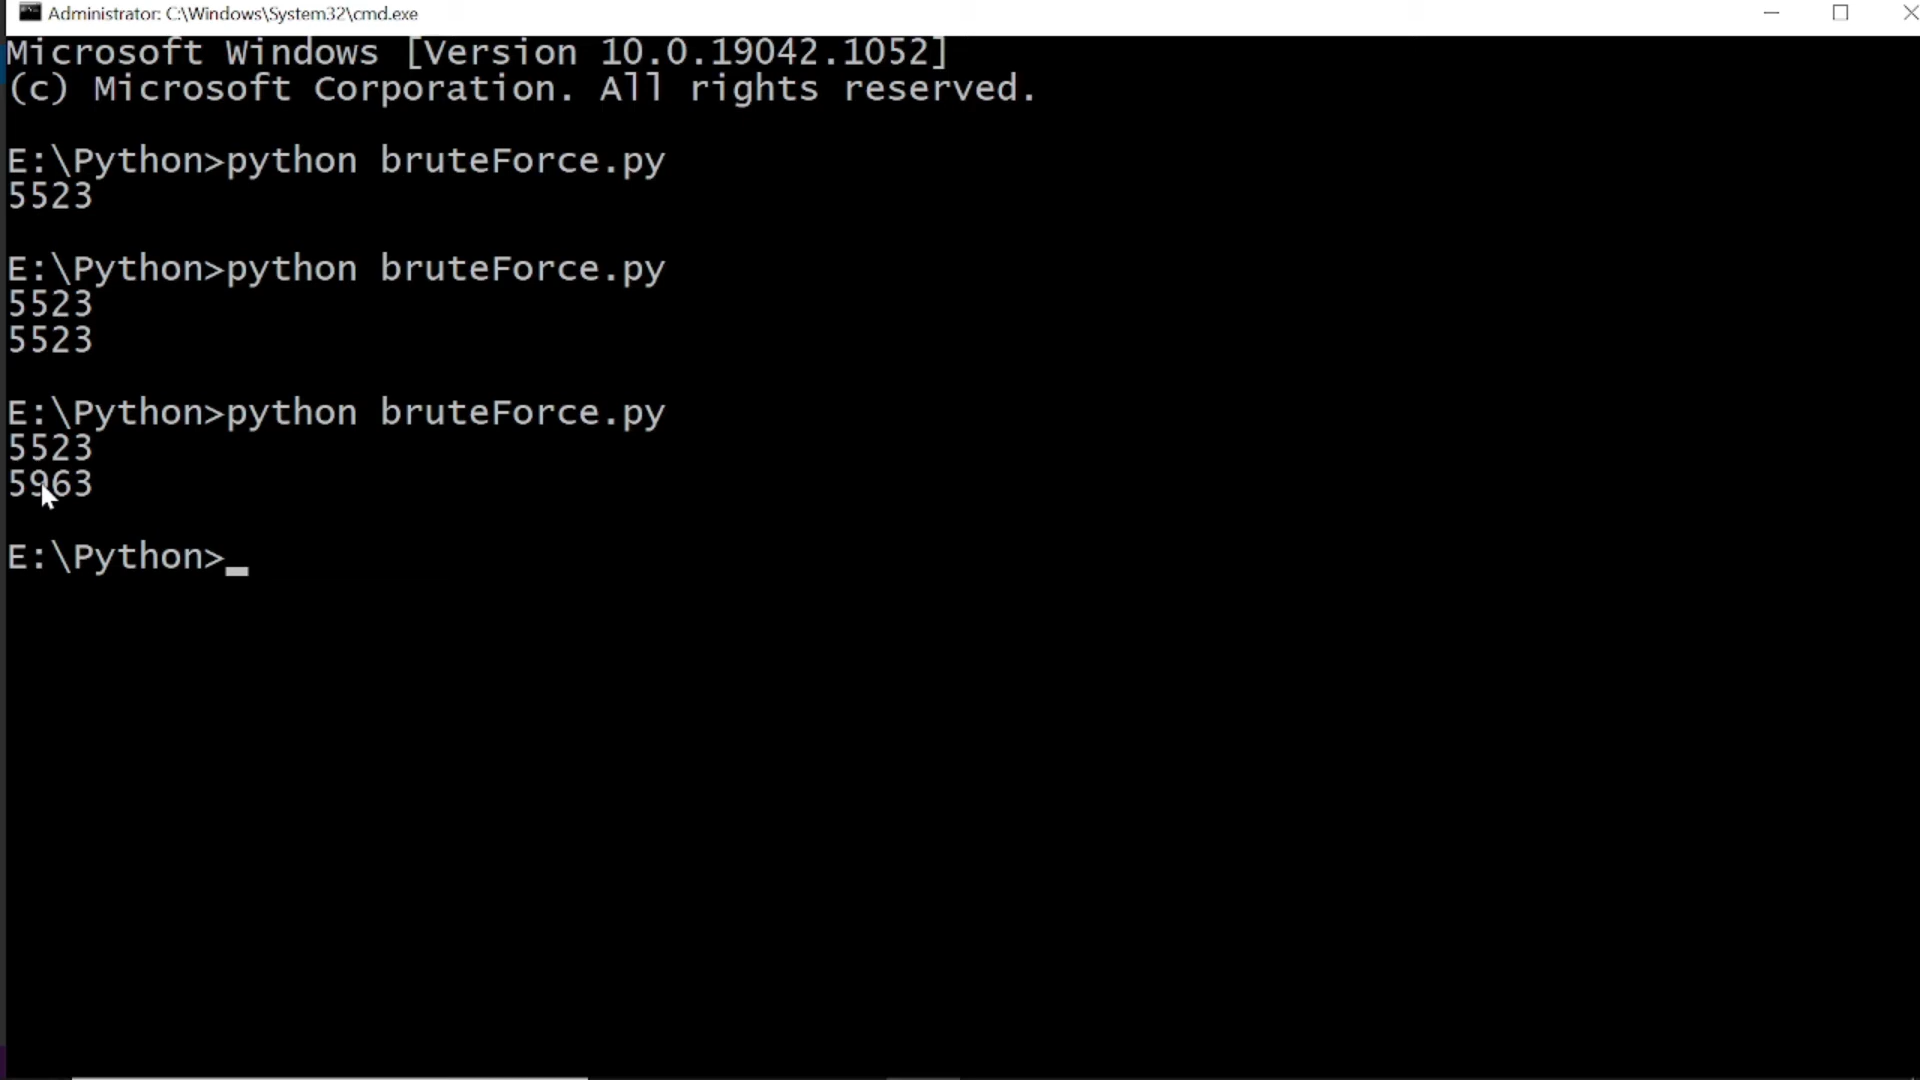 Administrator: C:\Windows\System32\cmd.exe
Microsoft Windows [Version 10.0.19042.1052]
(c) Microsoft Corporation. All rights reserved.
E:\Python>python bruteForce.py
5523
E:\Python>python bruteForce.py
5523
5523
E:\Python>python bruteForce.py
5523
5963
E:\Python>